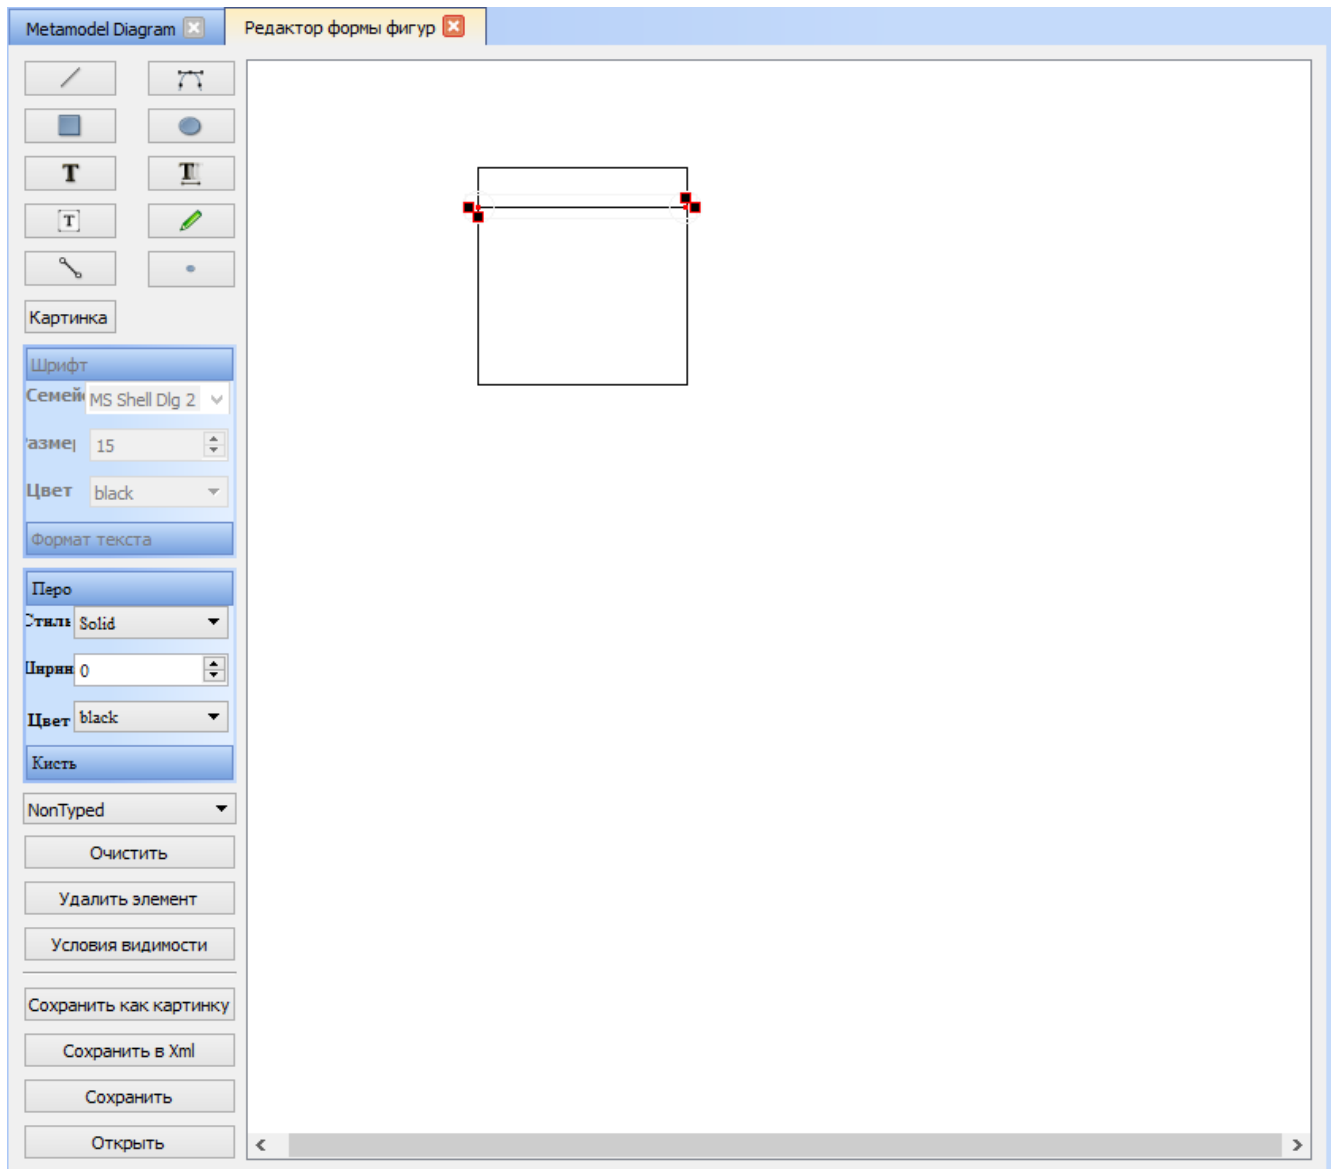 Metamodel Diagram
Редактор формы фигур
T
T
T
Картинка
Шрифт
MS Shell Dlg 2
15
Цвет
black
Формат текста
Перо
Solid
0
Цвет
black
Кисть
NonTyped
Очистить
Удалить элемент
Условия видимости
Сохранить как картинку
Сохранить в Xml
Сохранить
Открыть